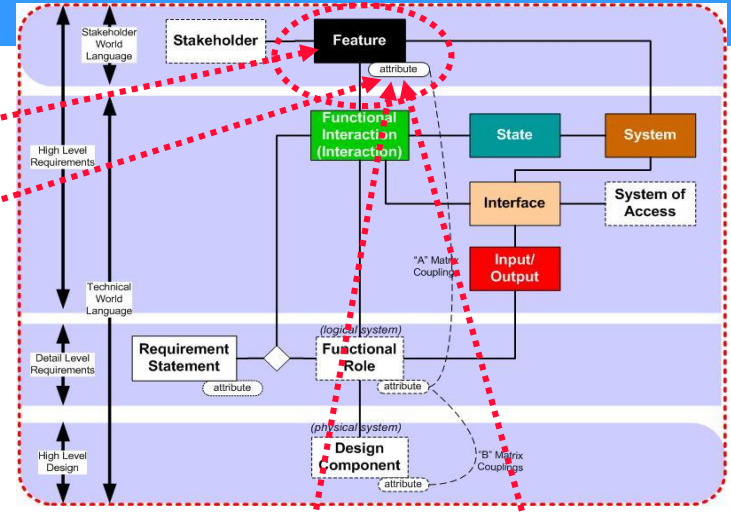 Stakeholder
World
Language
Stakeholder
Feature
attribute
High Level
Requirements
Functional
Interaction
(Interaction)
State
System
Interface
System of
Access
"A" Matrix
Coupling
Input/
Output
Technical
World
Language
(logical system)
Detail Level
Requirements
Requirement
Statement
attribute
Functional
Role
attribute
(physical system)
High Level
Design
Design
Component
attribute
"B" Matrix
Couplings